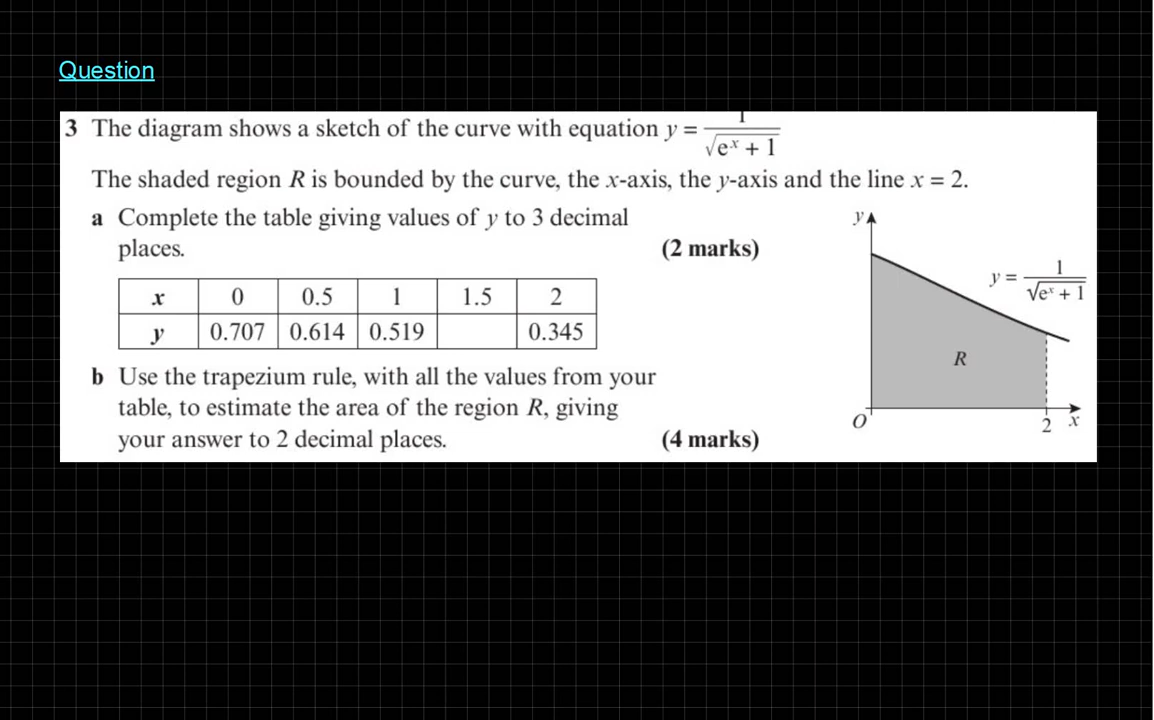 Question
3 The diagram shows a sketch of the curve with equation y = 1/√(eˣ + 1)
The shaded region R is bounded by the curve, the x-axis, the y-axis and the line x = 2.
a Complete the table giving values of y to 3 decimal
places. (2 marks)
x 0 0.5 1 1.5 2
y 0.707 0.614 0.519 0.345
b Use the trapezium rule, with all the values from your
table, to estimate the area of the region R, giving
your answer to 2 decimal places. (4 marks)
y
y = 1/√(eˣ + 1)
R
O 2 x